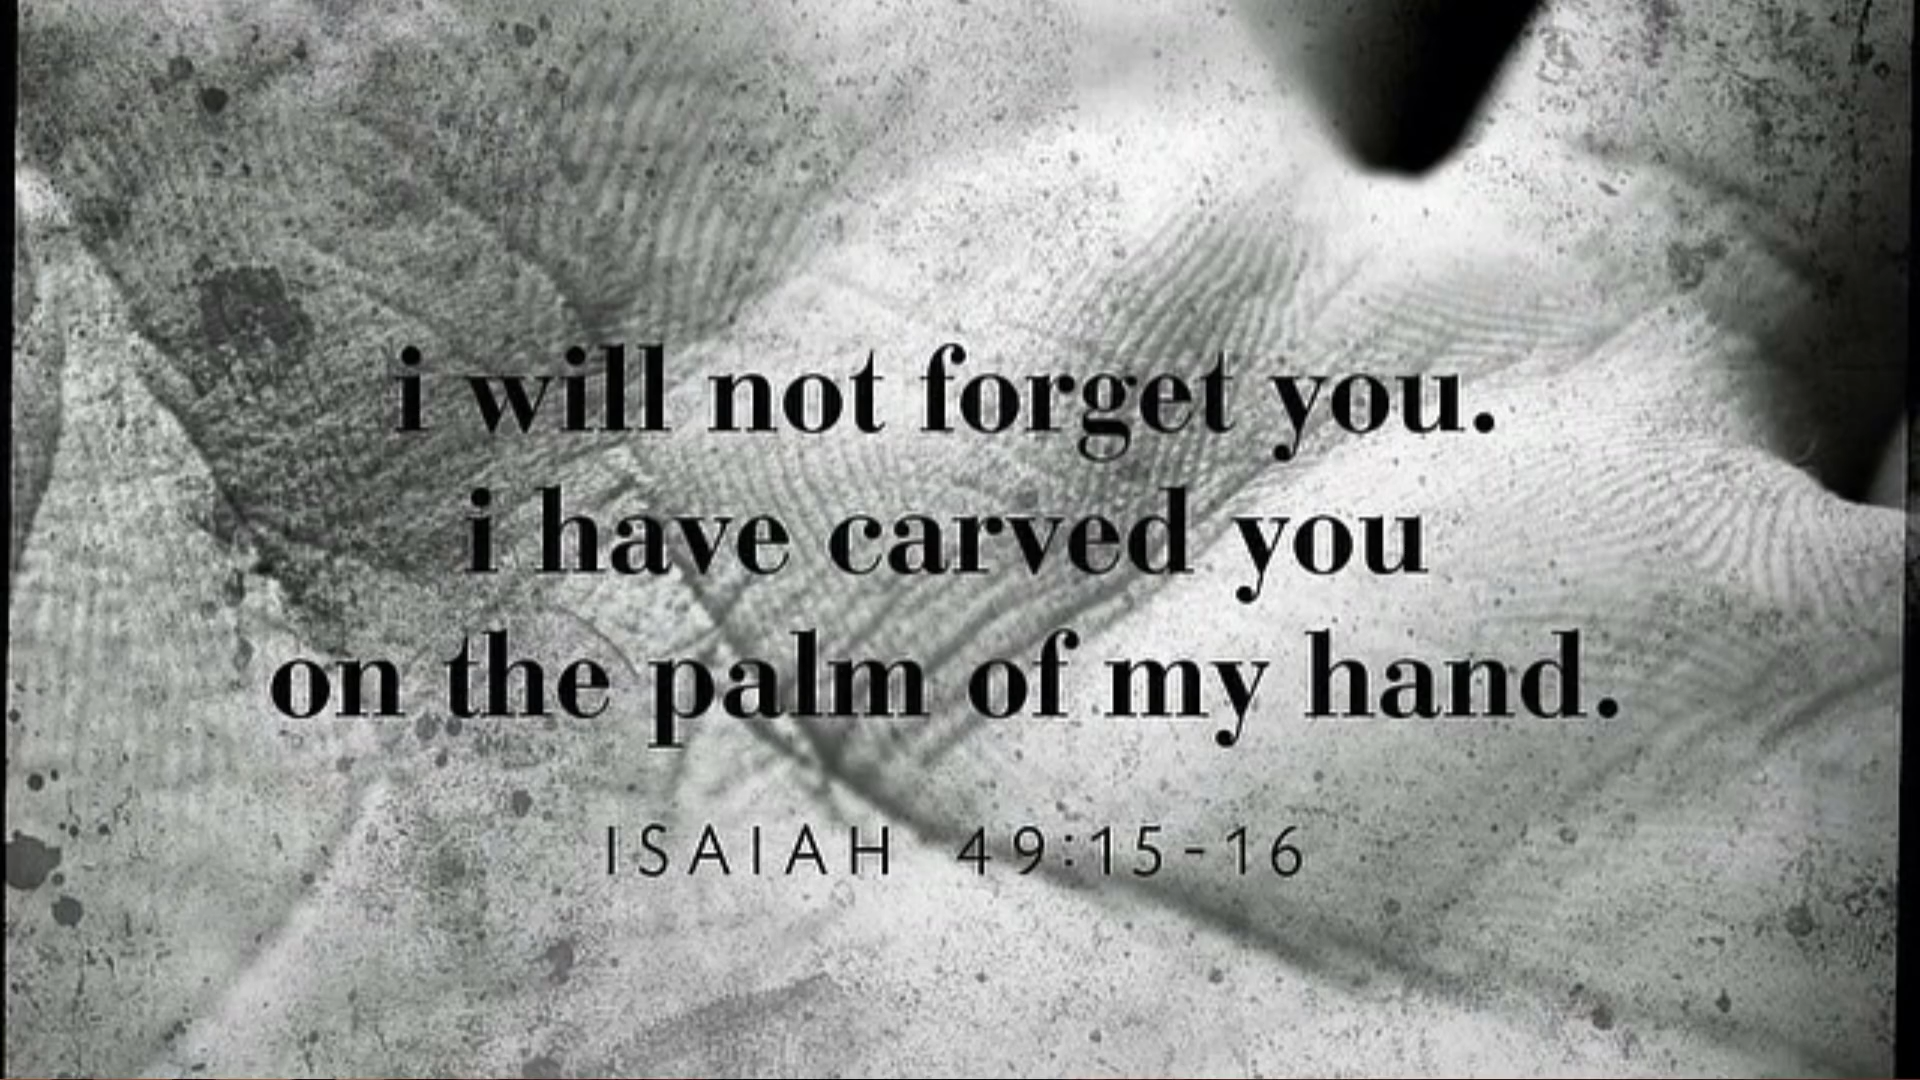 i will not forget you.
i have carved you
on the palm of my hand.
ISAIAH 49:15-16